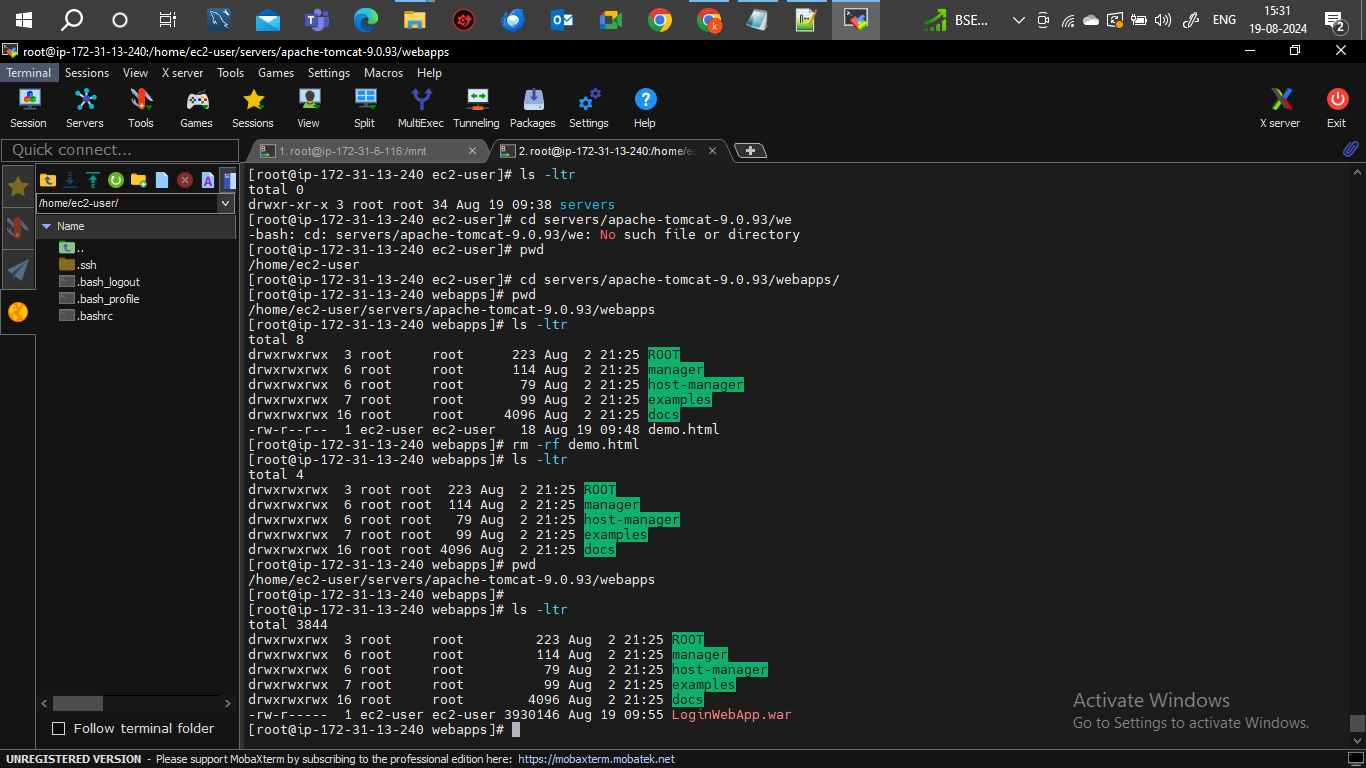 BSE...
ENG
15:31
19-08-2024
2
root@ip-172-31-13-240:/home/ec2-user/servers/apache-tomcat-9.0.93/webapps
Terminal Sessions View X server Tools Games Settings Macros Help
Session Servers Tools Games Sessions View Split MultiExec Tunneling Packages Settings Help X server Exit
Quick connect...
1. root@ip-172-31-6-116:/mnt
2. root@ip-172-31-13-240:/home/ec
/home/ec2-user/
Name
..
.ssh
.bash_logout
.bash_profile
.bashrc
Follow terminal folder
[root@ip-172-31-13-240 ec2-user]# ls -ltr
total 0
drwxr-xr-x 3 root root 34 Aug 19 09:38 servers
[root@ip-172-31-13-240 ec2-user]# cd servers/apache-tomcat-9.0.93/we
-bash: cd: servers/apache-tomcat-9.0.93/we: No such file or directory
[root@ip-172-31-13-240 ec2-user]# pwd
/home/ec2-user
[root@ip-172-31-13-240 ec2-user]# cd servers/apache-tomcat-9.0.93/webapps/
[root@ip-172-31-13-240 webapps]# pwd
/home/ec2-user/servers/apache-tomcat-9.0.93/webapps
[root@ip-172-31-13-240 webapps]# ls -ltr
total 8
drwxrwxrwx  3 root     root      223 Aug  2 21:25 ROOT
drwxrwxrwx  6 root     root      114 Aug  2 21:25 manager
drwxrwxrwx  6 root     root       79 Aug  2 21:25 host-manager
drwxrwxrwx  7 root     root       99 Aug  2 21:25 examples
drwxrwxrwx 16 root     root     4096 Aug  2 21:25 docs
-rw-r--r--  1 ec2-user ec2-user   18 Aug 19 09:48 demo.html
[root@ip-172-31-13-240 webapps]# rm -rf demo.html
[root@ip-172-31-13-240 webapps]# ls -ltr
total 4
drwxrwxrwx  3 root root  223 Aug  2 21:25 ROOT
drwxrwxrwx  6 root root  114 Aug  2 21:25 manager
drwxrwxrwx  6 root root   79 Aug  2 21:25 host-manager
drwxrwxrwx  7 root root   99 Aug  2 21:25 examples
drwxrwxrwx 16 root root 4096 Aug  2 21:25 docs
[root@ip-172-31-13-240 webapps]# pwd
/home/ec2-user/servers/apache-tomcat-9.0.93/webapps
[root@ip-172-31-13-240 webapps]#
[root@ip-172-31-13-240 webapps]# ls -ltr
total 3844
drwxrwxrwx  3 root     root         223 Aug  2 21:25 ROOT
drwxrwxrwx  6 root     root         114 Aug  2 21:25 manager
drwxrwxrwx  6 root     root          79 Aug  2 21:25 host-manager
drwxrwxrwx  7 root     root          99 Aug  2 21:25 examples
drwxrwxrwx 16 root     root        4096 Aug  2 21:25 docs
-rw-r-----  1 ec2-user ec2-user 3930146 Aug 19 09:55 LoginWebApp.war
[root@ip-172-31-13-240 webapps]#
Activate Windows
Go to Settings to activate Windows.
UNREGISTERED VERSION - Please support MobaXterm by subscribing to the professional edition here: https://mobaxterm.mobatek.net